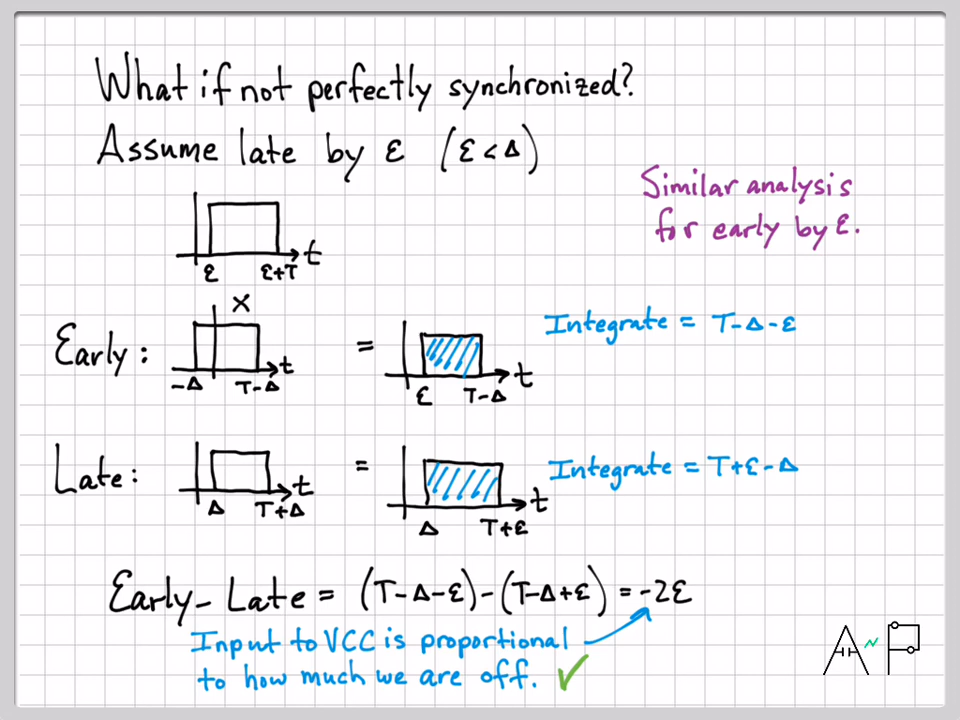 What if not perfectly synchronized?
Assume late by ε (ε < Δ)
Similar analysis
for early by ε.
t
ε ε+T
x
Early: = Integrate = T-Δ-ε
t t
-Δ T-Δ ε T-Δ
Late: = Integrate = T+ε-Δ
t t
Δ T+Δ Δ T+ε
Early-Late = (T-Δ-ε)-(T-Δ+ε) = -2ε
Input to VCC is proportional
to how much we are off. ✓